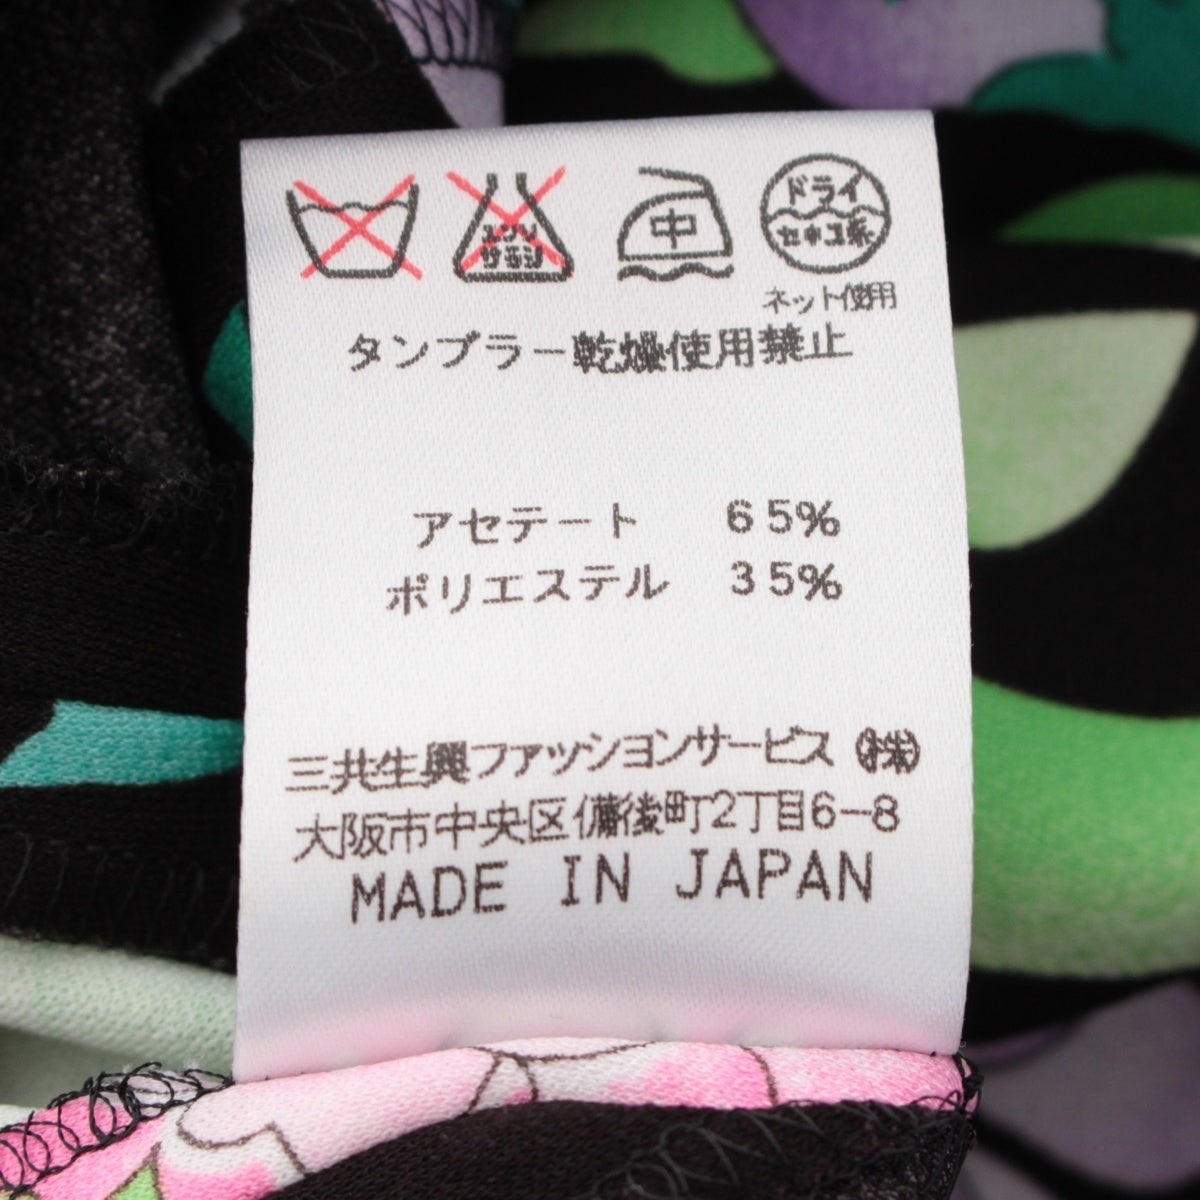 エンソ
サラシ
中
ドライ
セキユ系
ネット使用
タンブラー乾燥使用禁止
アセテート 65%
ポリエステル 35%
三共生興ファッションサービス(株)
大阪市中央区備後町2丁目6-8
MADE IN JAPAN